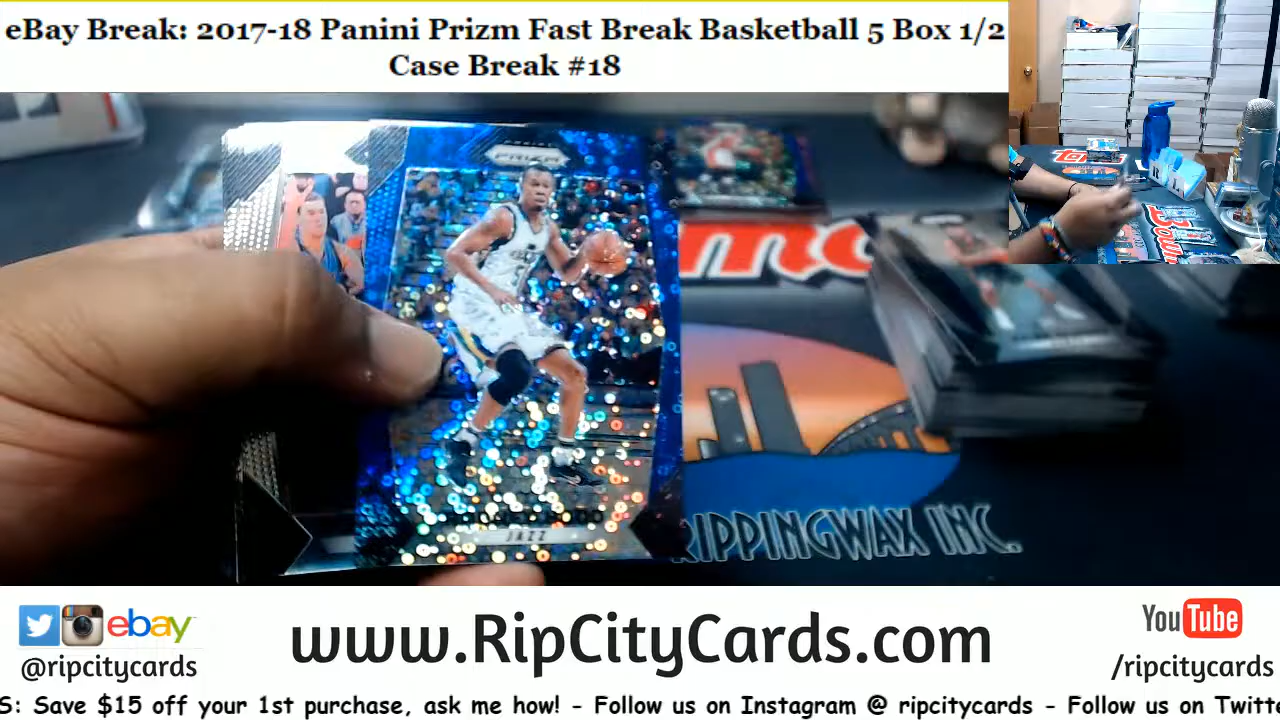 eBay Break: 2017-18 Panini Prizm Fast Break Basketball 5 Box 1/2
Case Break #18
PRIZM
JAZZ
RIPPINGWAX INC.
ebay
@ripcitycards
www.RipCityCards.com
YouTube
/ripcitycards
S: Save $15 off your 1st purchase, ask me how! - Follow us on Instagram @ ripcitycards - Follow us on Twitte